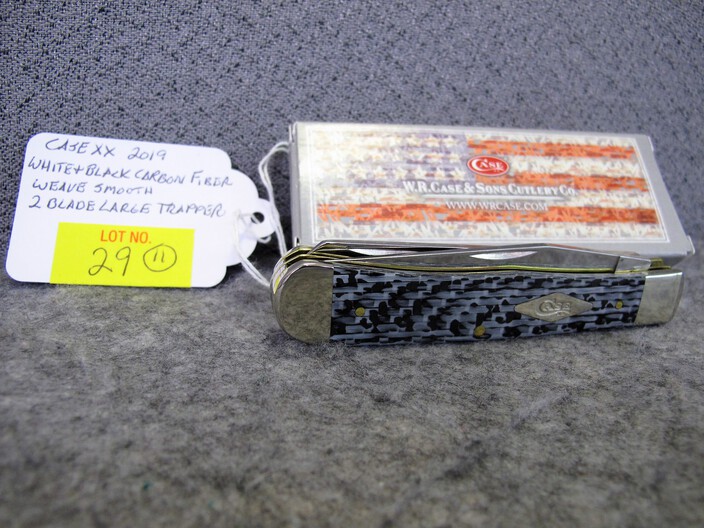 CASE XX 2019
WHITE + BLACK CARBON FIBER
WEAVE SMOOTH
2 BLADE LARGE TRAPPER
LOT NO.
29 11
CASE
W.R. CASE & SONS CUTLERY CO.
WWW.WRCASE.COM
CASE